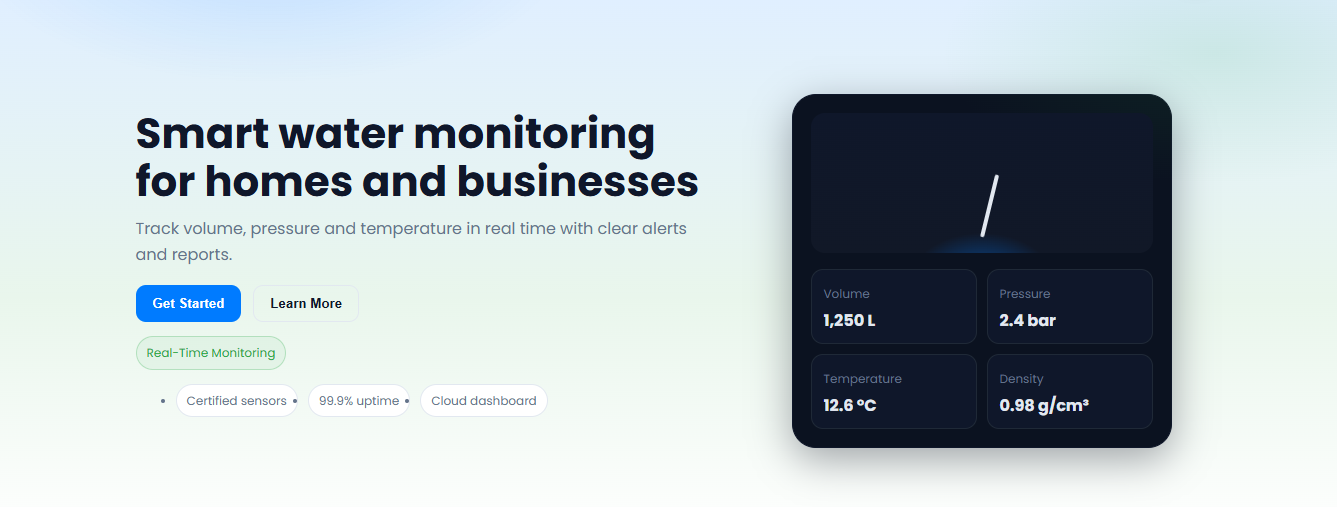 Smart water monitoring
for homes and businesses
Track volume, pressure and temperature in real time with clear alerts
and reports.
Get Started Learn More
Real-Time Monitoring
• Certified sensors • 99.9% uptime • Cloud dashboard
Volume
1,250 L
Pressure
2.4 bar
Temperature
12.6 °C
Density
0.98 g/cm³